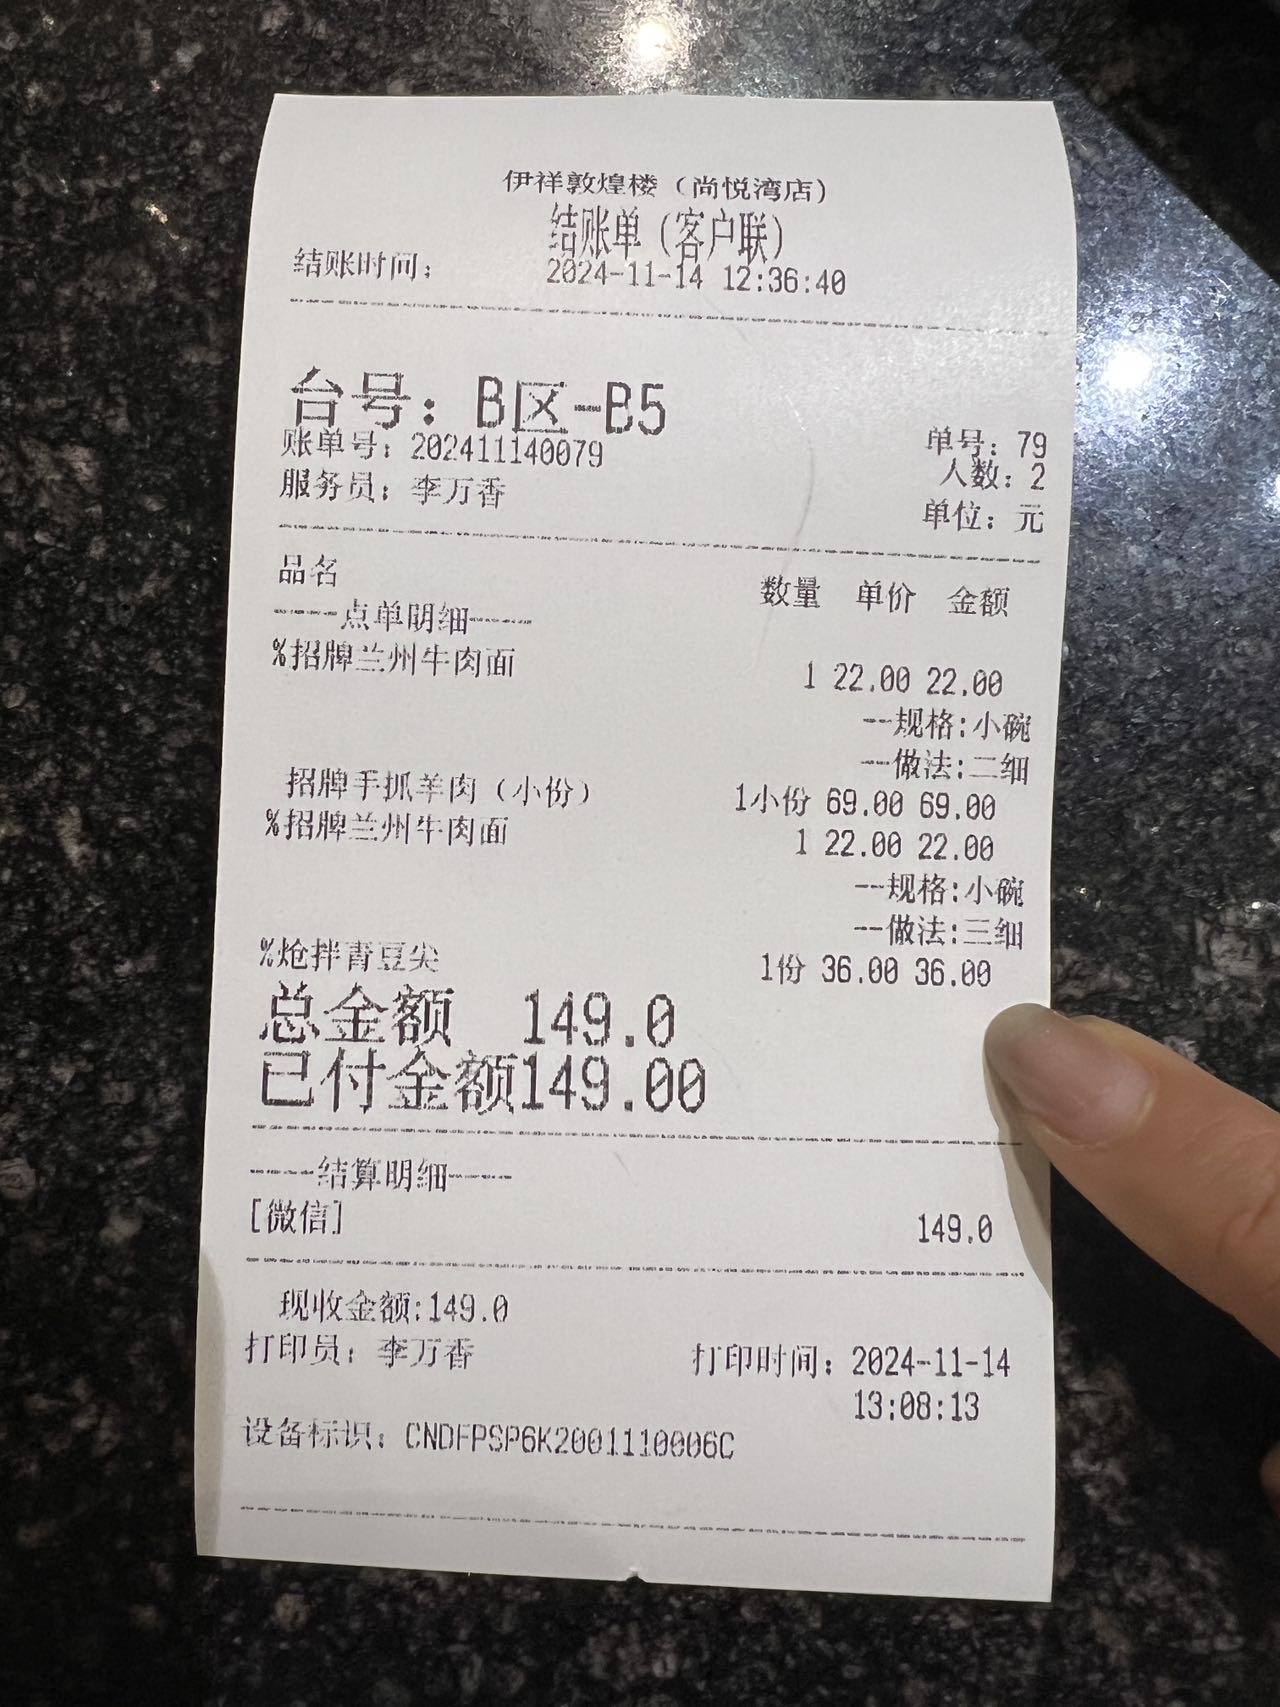 伊祥敦煌楼（尚悦湾店）
结账单（客户联）
结账时间： 2024-11-14 12:36:40
台号：B区-B5
账单号：202411140079 单号：79
人数：2
服务员：李万香 单位：元
品名 数量 单价 金额
----点单明细----
%招牌兰州牛肉面 1 22.00 22.00
--规格:小碗
--做法:二细
招牌手抓羊肉（小份） 1小份 69.00 69.00
%招牌兰州牛肉面 1 22.00 22.00
--规格:小碗
--做法:三细
%炝拌青豆尖 1份 36.00 36.00
总金额 149.0
已付金额149.00
----结算明细----
[微信] 149.0
现收金额:149.0
打印员：李万香 打印时间：2024-11-14
13:08:13
设备标识：CNDFPSP6K2001110006C